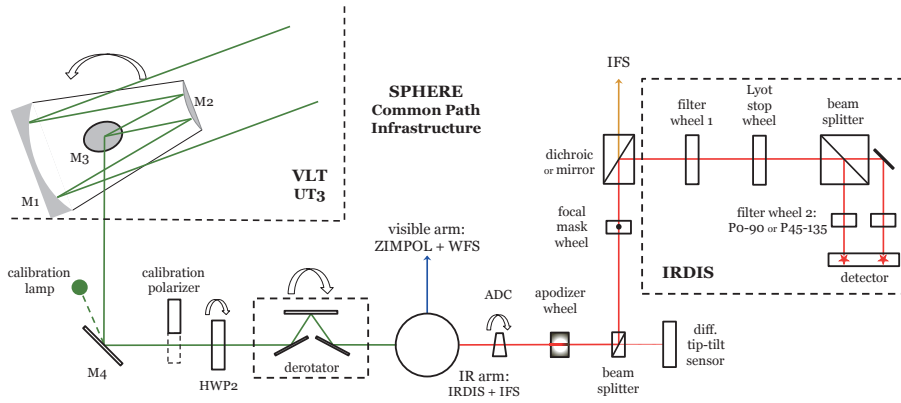 SPHERE
Common Path
Infrastructure
M2
M3
M1
VLT
UT3
calibration
lamp
M4
calibration
polarizer
HWP2
derotator
visible arm:
ZIMPOL + WFS
IR arm:
IRDIS + IFS
ADC
apodizer
wheel
beam
splitter
diff.
tip-tilt
sensor
focal
mask
wheel
dichroic
or mirror
IFS
filter
wheel 1
Lyot
stop
wheel
beam
splitter
filter wheel 2:
P0-90 or P45-135
detector
IRDIS